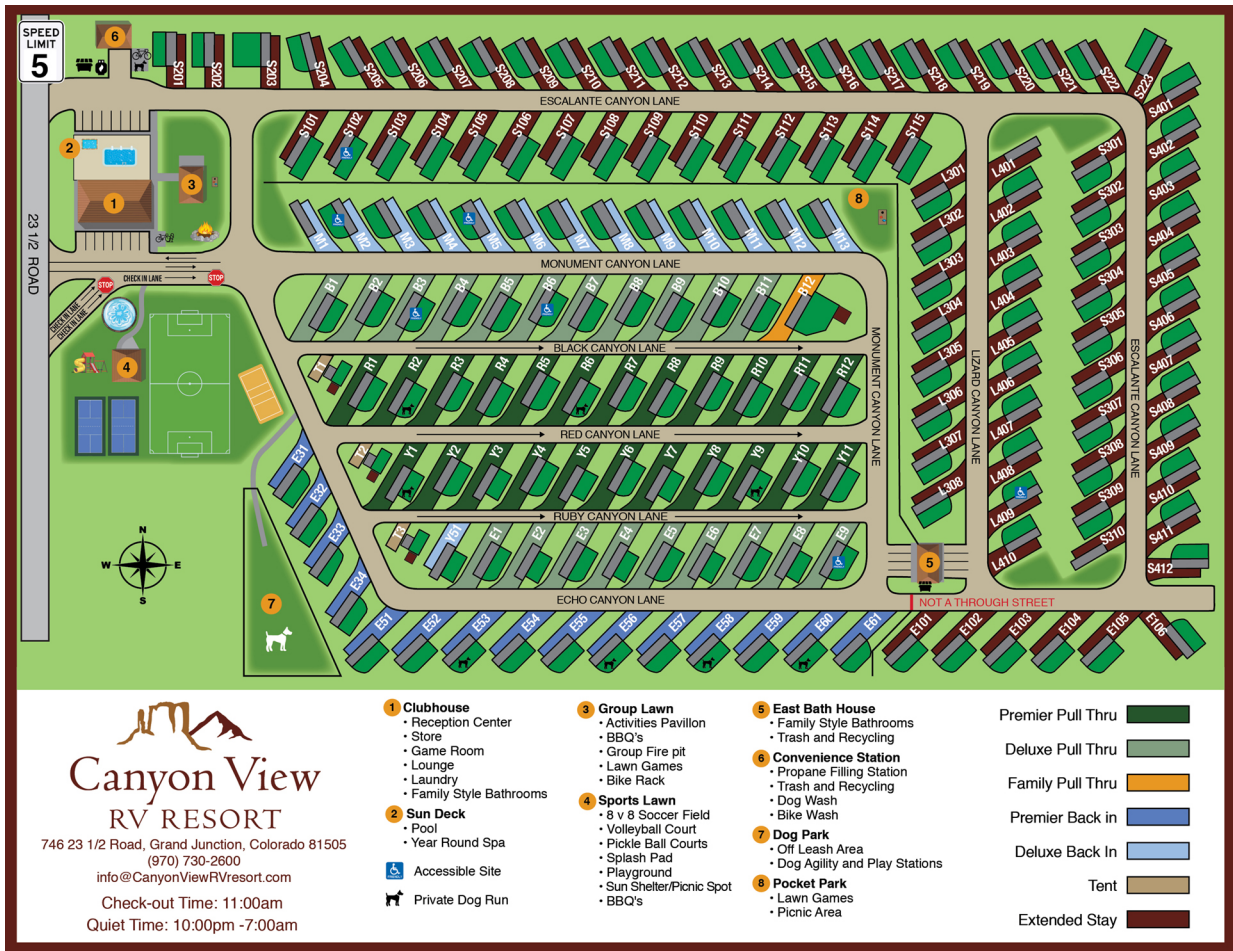 SPEED
LIMIT
5
6
S201
S202
S203
S204
S205
S206
S207
S208
S209
S210
S211
S212
S213
S214
S215
S216
S217
S218
S219
S220
S221
S222
S223
ESCALANTE CANYON LANE
S101
S102
S103
S104
S105
S106
S107
S108
S109
S110
S111
S112
S113
S114
S115
2
1
3
8
23 1/2 ROAD
M1
M2
M3
M4
M5
M6
M7
M8
M9
M10
M11
M12
M13
MONUMENT CANYON LANE
CHECK IN LANE
STOP
STOP
CHECK IN LANE
CHECK IN LANE
B1
B2
B3
B4
B5
B6
B7
B8
B9
B10
B11
B12
BLACK CANYON LANE
4
T1
R1
R2
R3
R4
R5
R6
R7
R8
R9
R10
R11
R12
MONUMENT CANYON LANE
RED CANYON LANE
T2
Y1
Y2
Y3
Y4
Y5
Y6
Y7
Y8
Y9
Y10
Y11
RUBY CANYON LANE
T3
Y51
E1
E2
E3
E4
E5
E6
E7
E8
E9
ECHO CANYON LANE
E31
E32
E33
E34
E51
E52
E53
E54
E55
E56
E57
E58
E59
E60
E61
E101
E102
E103
E104
E105
E106
NOT A THROUGH STREET
5
7
N
W
E
S
L301
L302
L303
L304
L305
L306
L307
L308
LIZARD CANYON LANE
L401
L402
L403
L404
L405
L406
L407
L408
L409
L410
S301
S302
S303
S304
S305
S306
S307
S308
S309
S310
ESCALANTE CANYON LANE
S401
S402
S403
S404
S405
S406
S407
S408
S409
S410
S411
S412
Canyon View
RV RESORT
746 23 1/2 Road, Grand Junction, Colorado 81505
(970) 730-2600
info@CanyonViewRVresort.com
Check-out Time: 11:00am
Quiet Time: 10:00pm -7:00am
1 Clubhouse
• Reception Center
• Store
• Game Room
• Lounge
• Laundry
• Family Style Bathrooms
2 Sun Deck
• Pool
• Year Round Spa
Accessible Site
Private Dog Run
3 Group Lawn
• Activities Pavillon
• BBQ's
• Group Fire pit
• Lawn Games
• Bike Rack
4 Sports Lawn
• 8 v 8 Soccer Field
• Volleyball Court
• Pickle Ball Courts
• Splash Pad
• Playground
• Sun Shelter/Picnic Spot
• BBQ's
5 East Bath House
• Family Style Bathrooms
• Trash and Recycling
6 Convenience Station
• Propane Filling Station
• Trash and Recycling
• Dog Wash
• Bike Wash
7 Dog Park
• Off Leash Area
• Dog Agility and Play Stations
8 Pocket Park
• Lawn Games
• Picnic Area
Premier Pull Thru
Deluxe Pull Thru
Family Pull Thru
Premier Back in
Deluxe Back In
Tent
Extended Stay